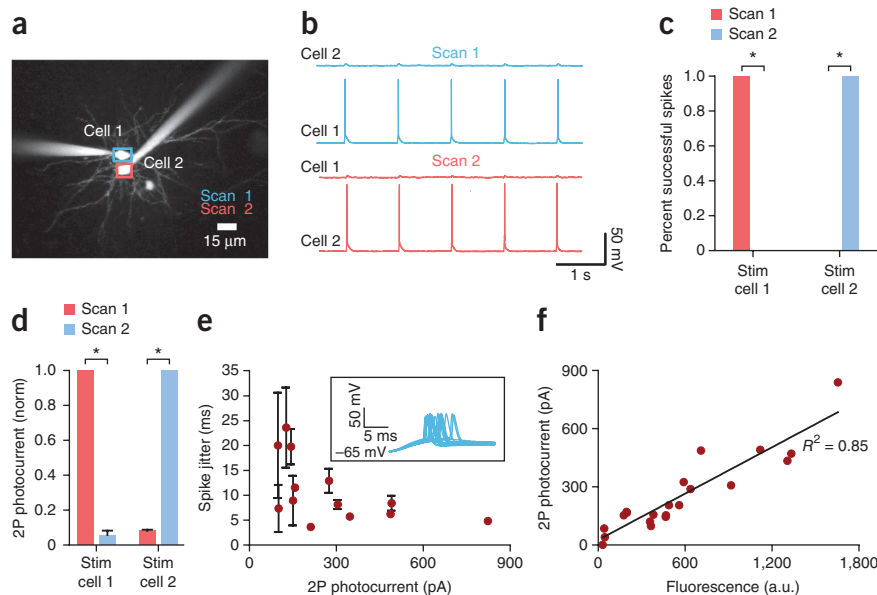 a
Cell 1
Cell 2
Scan 1
Scan 2
15 µm
b
Cell 2
Scan 1
Cell 1
Cell 1
Scan 2
Cell 2
50 mV
1 s
c
Scan 1
Scan 2
*
*
Percent successful spikes
1.0
0.8
0.6
0.4
0.2
0
Stim cell 1
Stim cell 2
d
Scan 1
Scan 2
*
*
2P photocurrent (norm)
1.0
0.8
0.6
0.4
0.2
0
Stim cell 1
Stim cell 2
e
Spike jitter (ms)
35
30
25
20
15
10
5
0
50 mV
5 ms
–65 mV
0
300
600
900
2P photocurrent (pA)
f
2P photocurrent (pA)
900
600
300
0
R² = 0.85
0
600
1,200
1,800
Fluorescence (a.u.)